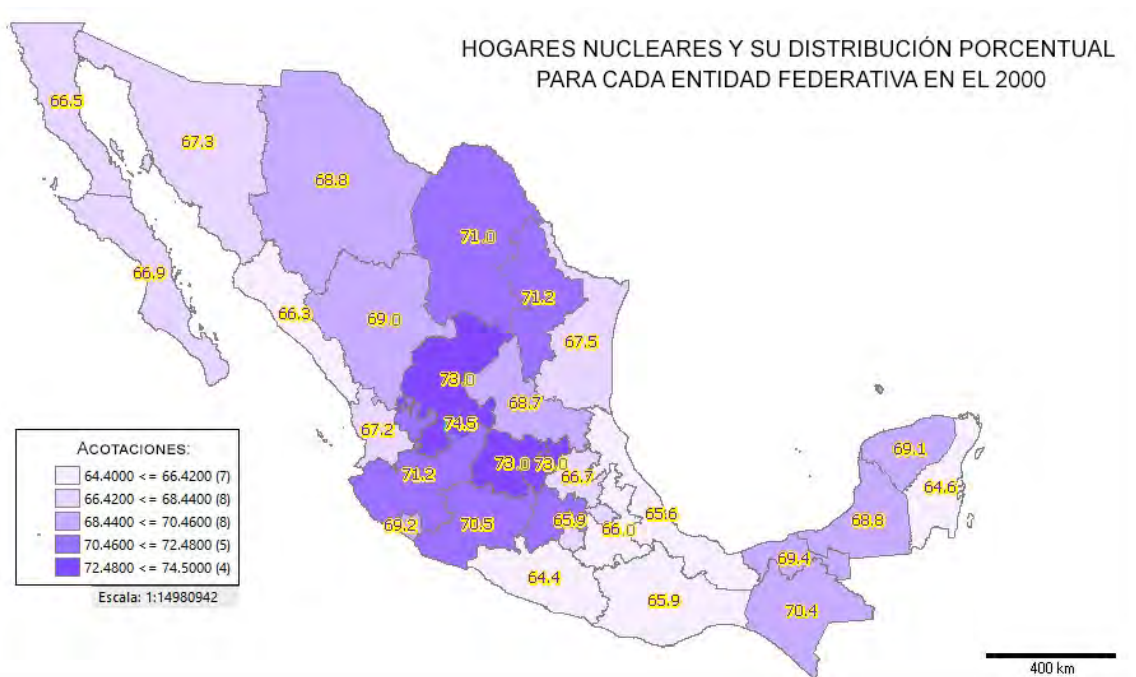 HOGARES NUCLEARES Y SU DISTRIBUCIÓN PORCENTUAL
PARA CADA ENTIDAD FEDERATIVA EN EL 2000
66.5
67.3
68.8
71.0
66.9
71.2
66.3
69.0
67.5
73.0
68.7
74.5
67.2
73.0
73.0
66.7
71.2
69.1
64.6
65.6
65.9
68.8
69.2
70.5
66.0
69.4
64.4
65.9
70.4
ACOTACIONES:
64.4000 <= 66.4200 (7)
66.4200 <= 68.4400 (8)
68.4400 <= 70.4600 (8)
70.4600 <= 72.4800 (5)
72.4800 <= 74.5000 (4)
Escala: 1:14980942
400 km